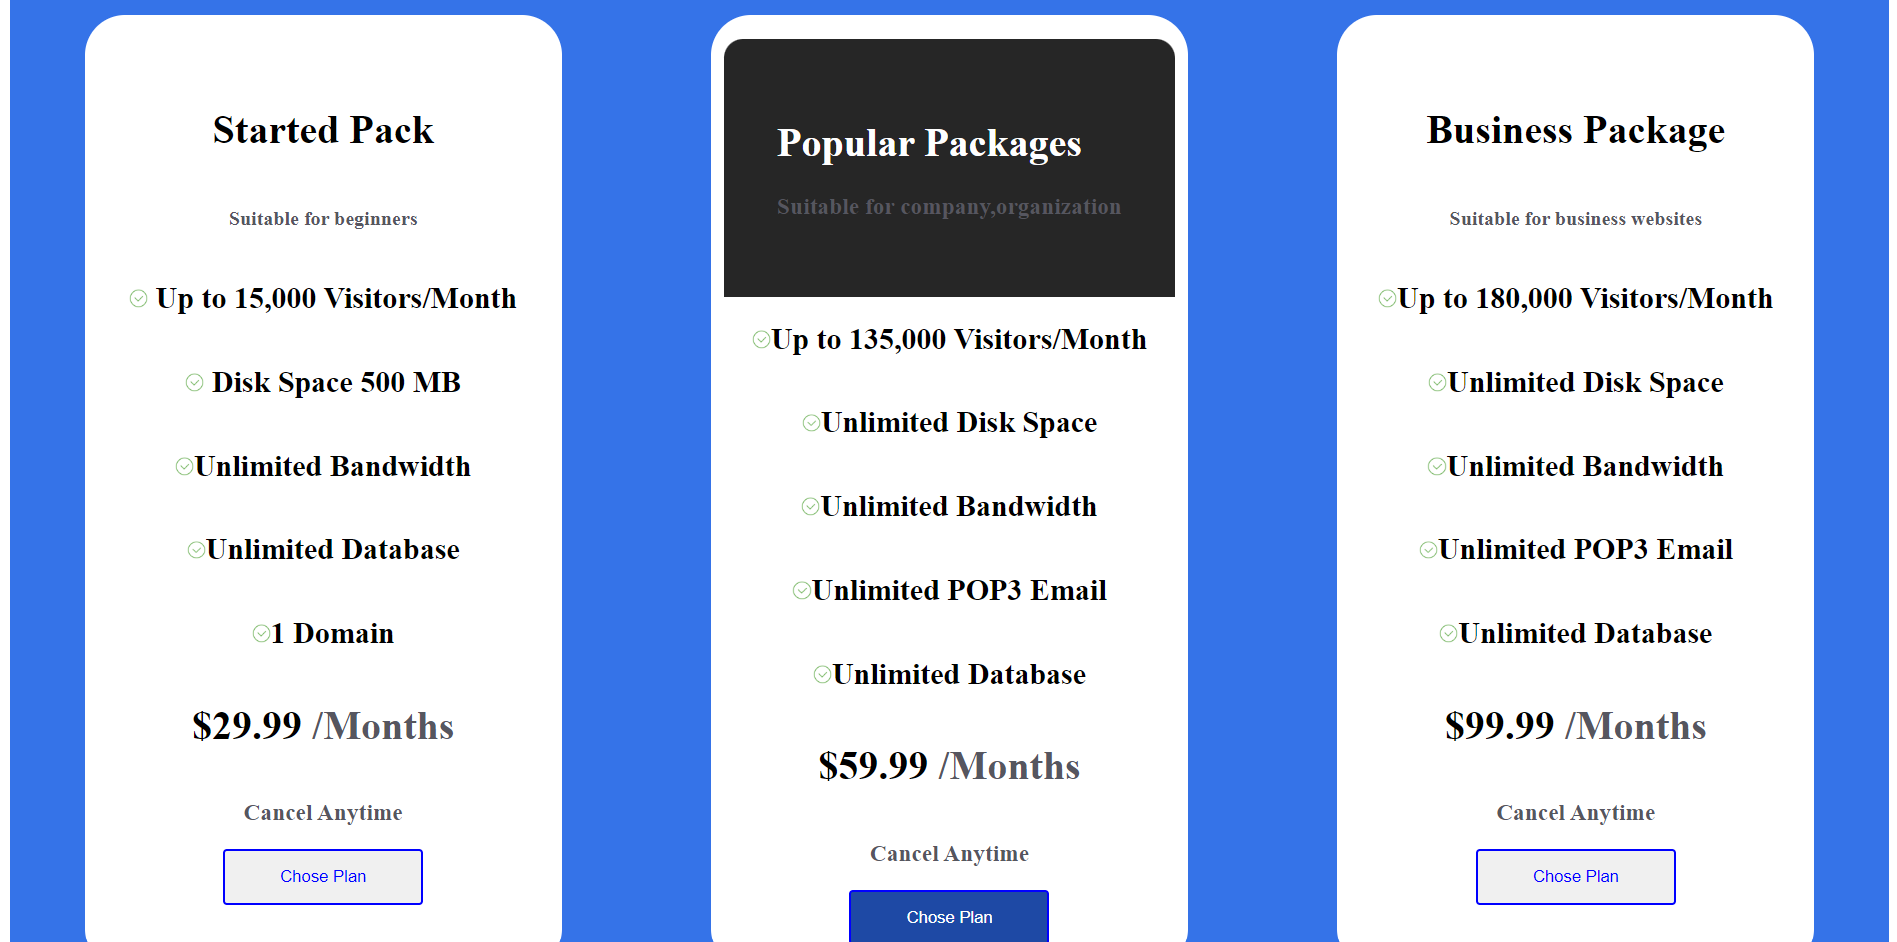 Started Pack
Suitable for beginners
Up to 15,000 Visitors/Month
Disk Space 500 MB
Unlimited Bandwidth
Unlimited Database
1 Domain
$29.99 /Months
Cancel Anytime
Chose Plan
Popular Packages
Suitable for company,organization
Up to 135,000 Visitors/Month
Unlimited Disk Space
Unlimited Bandwidth
Unlimited POP3 Email
Unlimited Database
$59.99 /Months
Cancel Anytime
Chose Plan
Business Package
Suitable for business websites
Up to 180,000 Visitors/Month
Unlimited Disk Space
Unlimited Bandwidth
Unlimited POP3 Email
Unlimited Database
$99.99 /Months
Cancel Anytime
Chose Plan